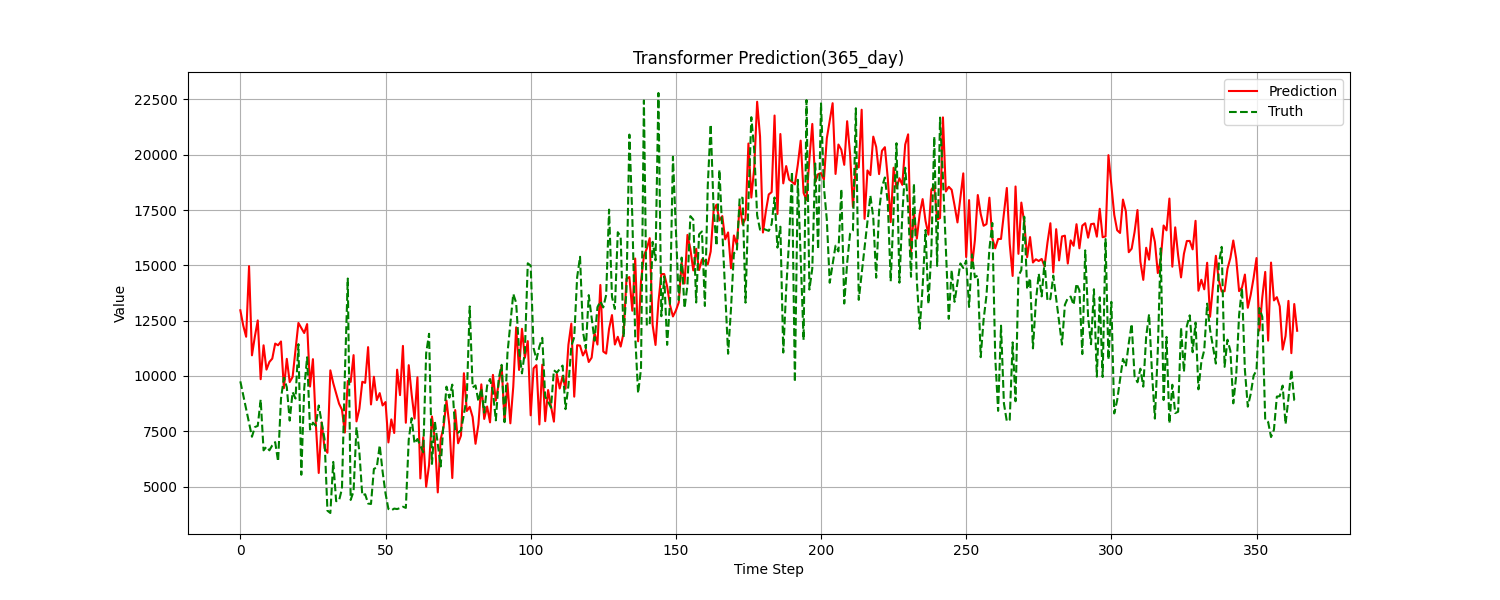 Transformer Prediction(365_day)
Prediction
Truth
22500
20000
17500
15000
12500
10000
7500
5000
Value
0 50 100 150 200 250 300 350
Time Step